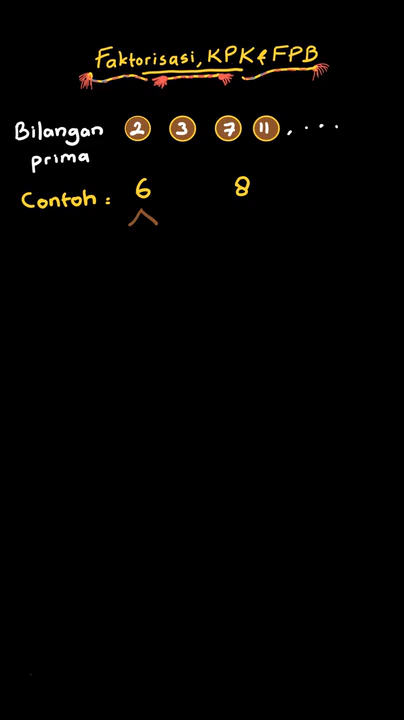 Faktorisasi, KPK & FPB
Bilangan prima 2 3 7 11 , ...
Contoh : 6 8